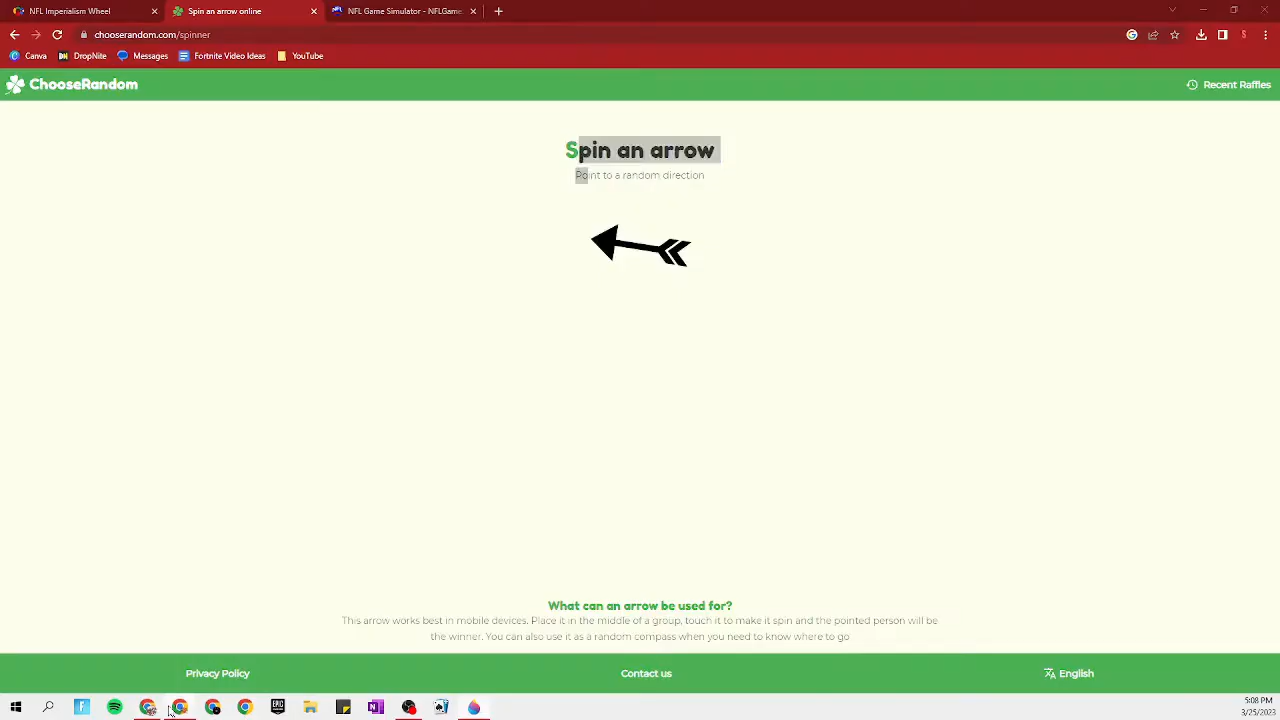 NFL Imperialism Wheel
Spin an arrow online
NFL Game Simulator - NFLGame
chooserandom.com/spinner
Canva
DropNite
Messages
Fortnite Video Ideas
YouTube
ChooseRandom
Recent Raffles
Spin an arrow
Point to a random direction
What can an arrow be used for?
This arrow works best in mobile devices. Place it in the middle of a group, touch it to make it spin and the pointed person will be
the winner. You can also use it as a random compass when you need to know where to go
Privacy Policy
Contact us
English
5:08 PM
3/25/2023